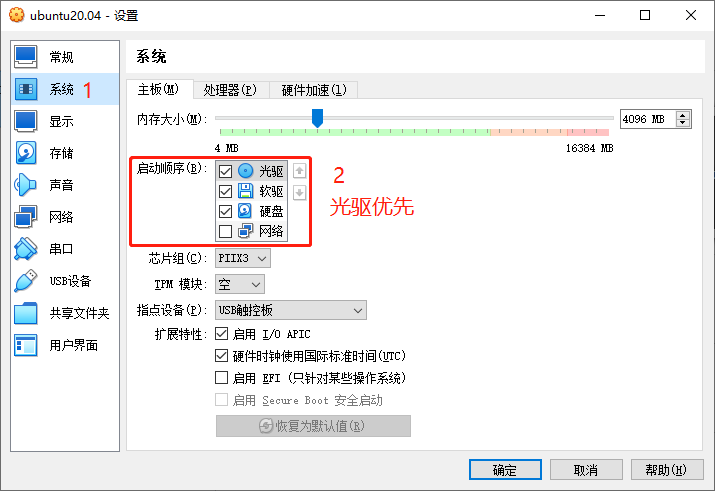 ubuntu20.04 - 设置
常规
系统 1
显示
存储
声音
网络
串口
USB设备
共享文件夹
用户界面
系统
主板(M) 处理器(P) 硬件加速(L)
内存大小(M): 4096 MB
4 MB 16384 MB
启动顺序(B): 光驱
软驱
硬盘
网络
2
光驱优先
芯片组(C): PIIX3
TPM 模块: 空
指点设备(P): USB触控板
扩展特性: 启用 I/O APIC
硬件时钟使用国际标准时间(UTC)
启用 EFI (只针对某些操作系统)
启用 Secure Boot 安全启动
恢复为默认值(R)
确定 取消 帮助(H)